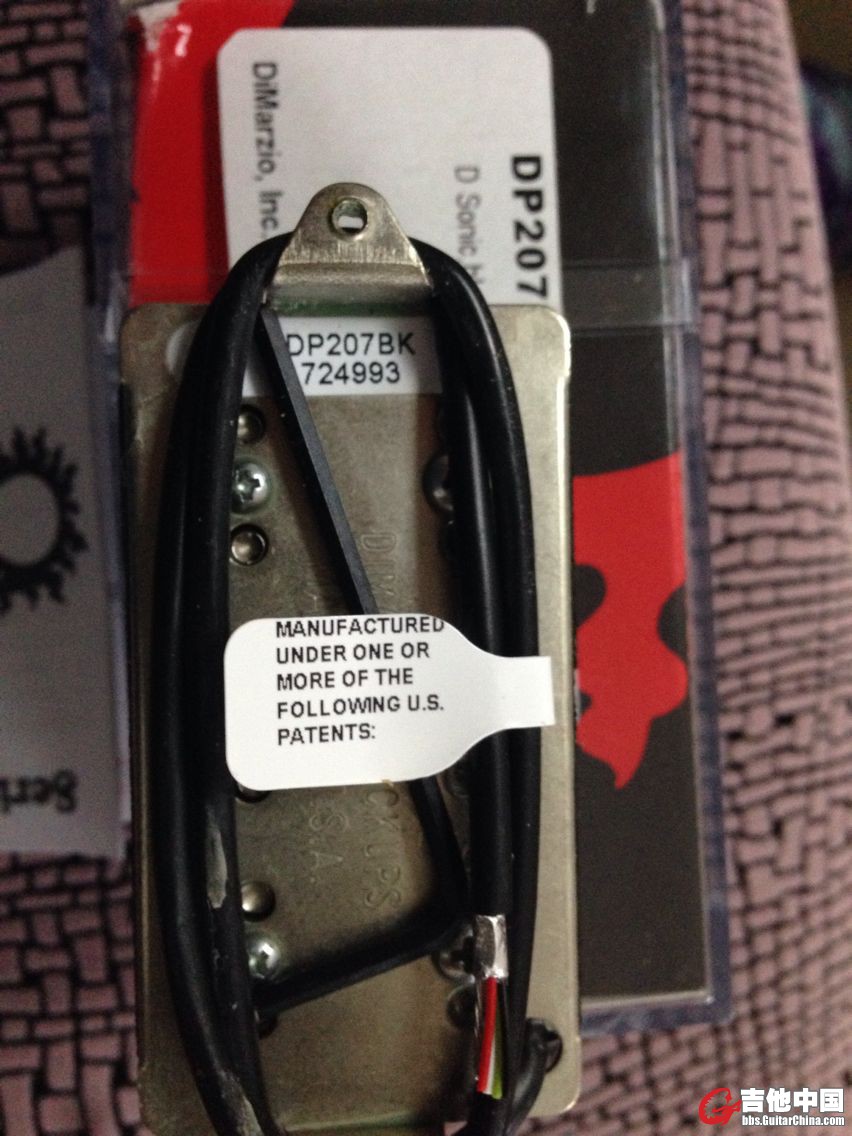 DP207
D Sonic
DiMarzio, Inc.
DP207BK
724993
MANUFACTURED
UNDER ONE OR
MORE OF THE
FOLLOWING U.S.
PATENTS:
吉他中国
bbs.GuitarChina.com